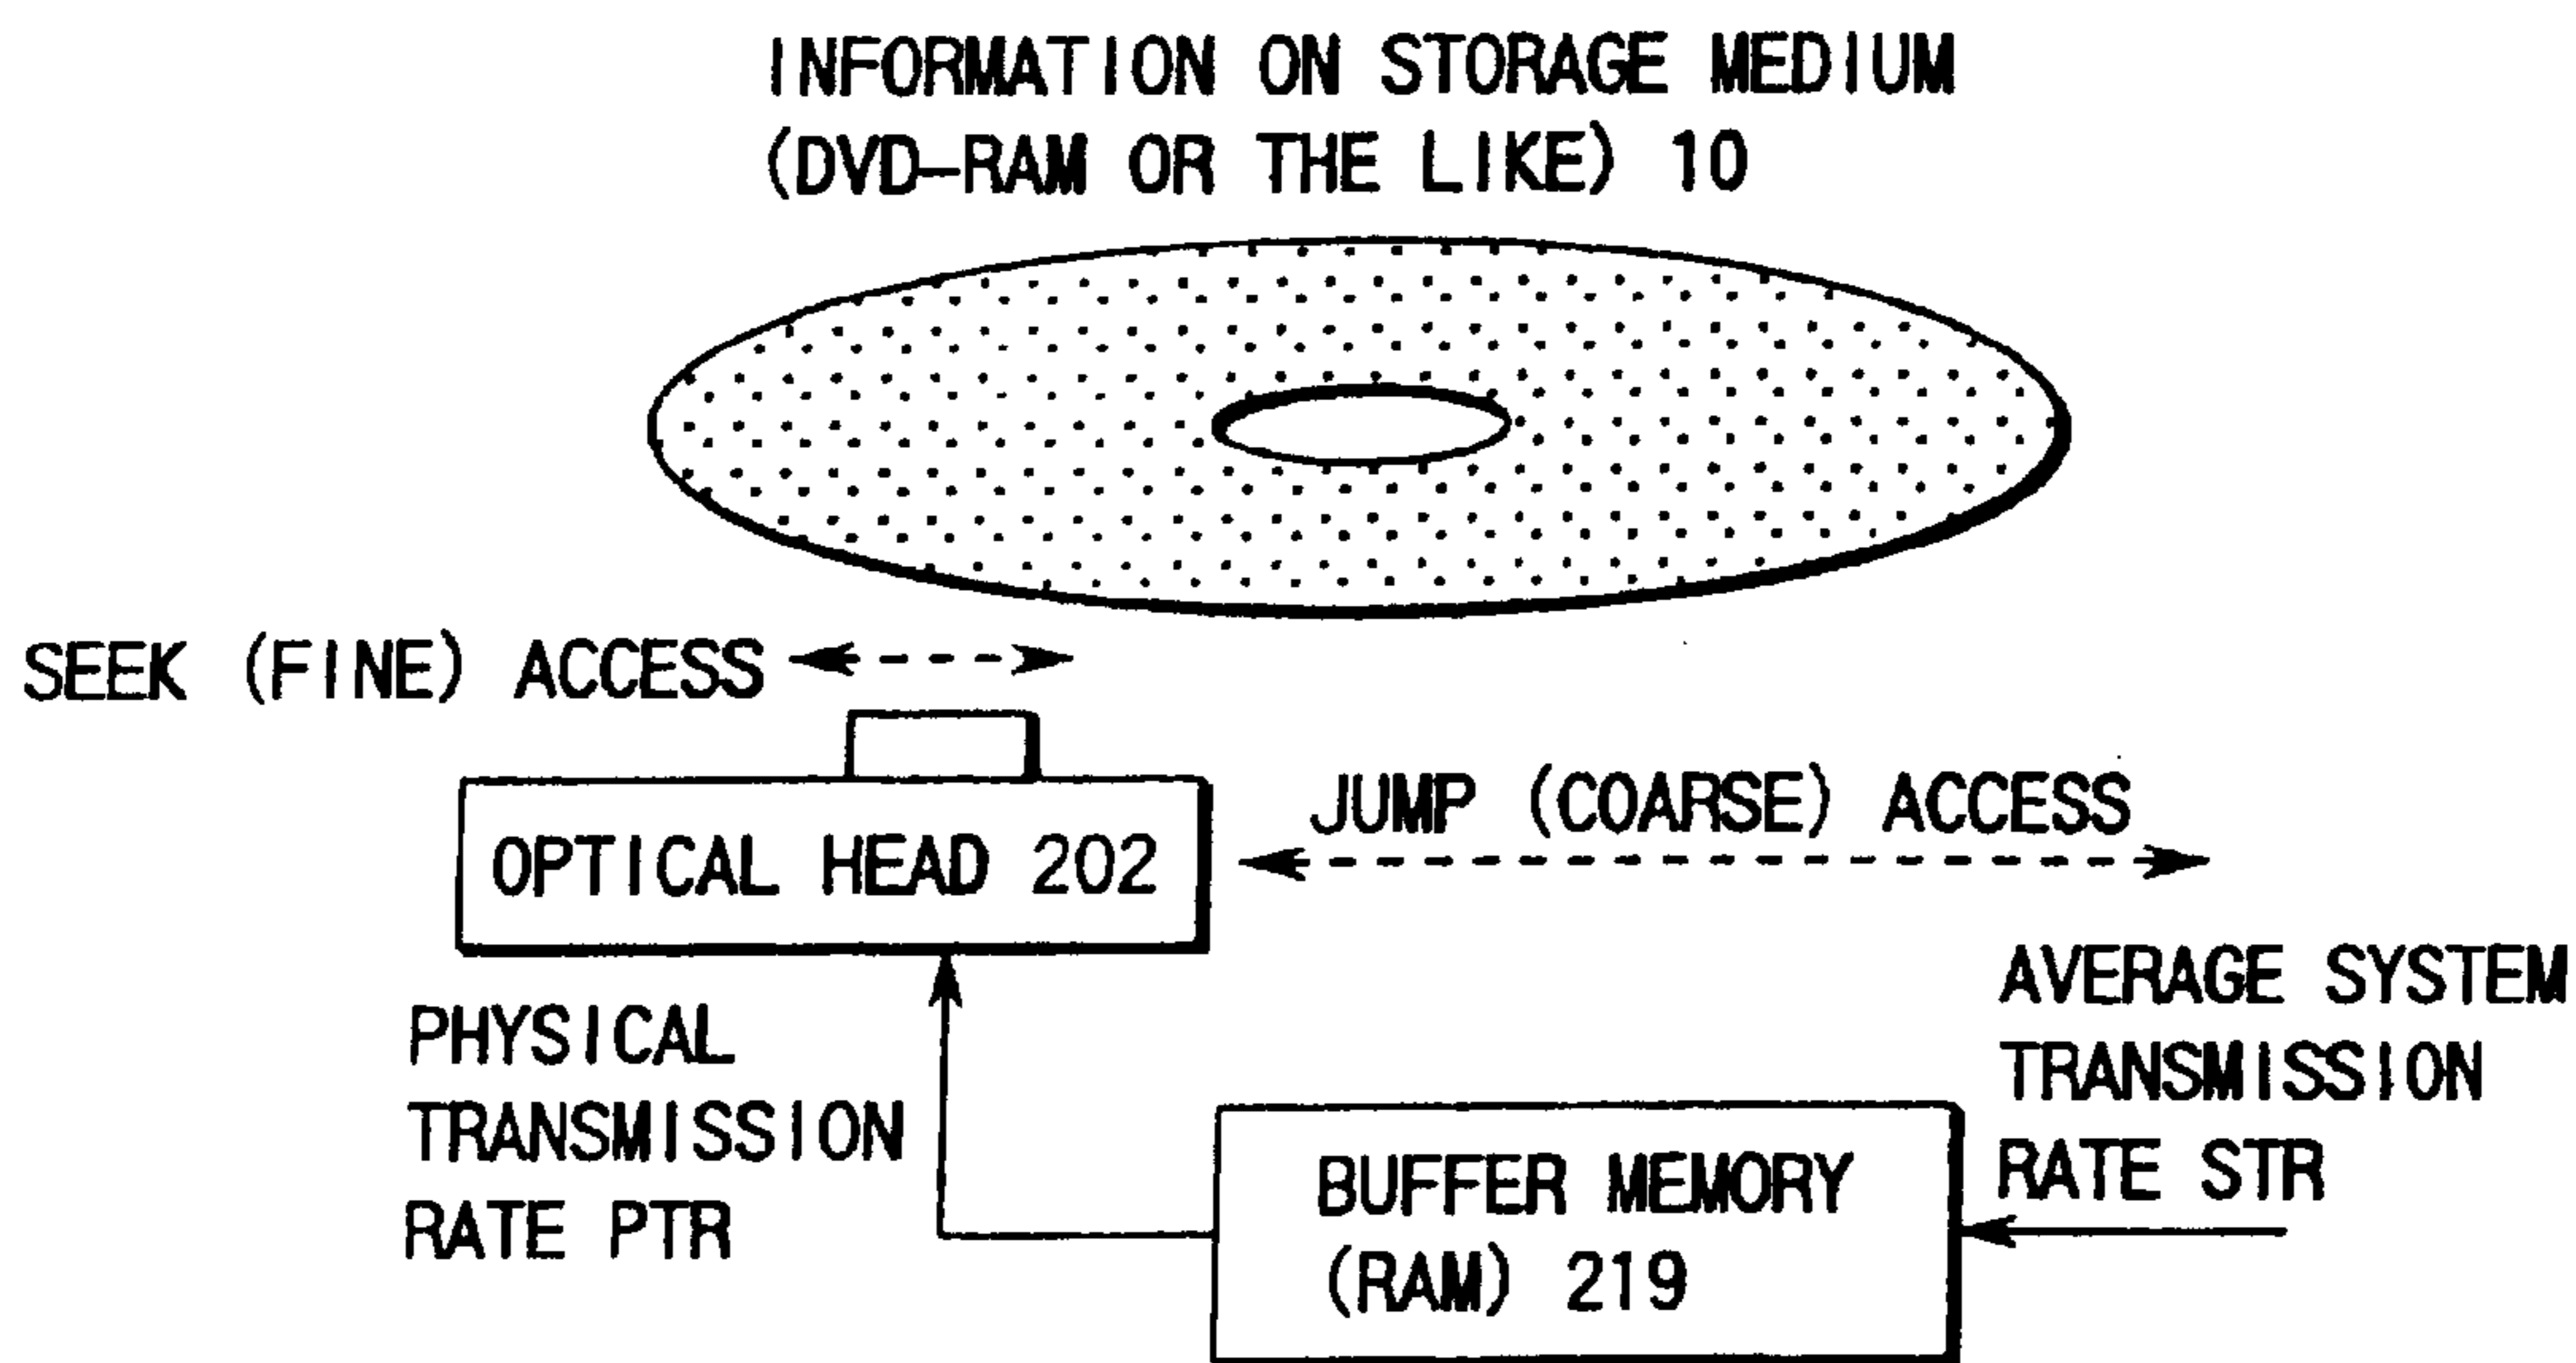 INFORMATION ON STORAGE MEDIUM
(DVD-RAM OR THE LIKE) 10
SEEK (FINE) ACCESS
OPTICAL HEAD 202
JUMP (COARSE) ACCESS
PHYSICAL
TRANSMISSION
RATE PTR
AVERAGE SYSTEM
TRANSMISSION
RATE STR
BUFFER MEMORY
(RAM) 219